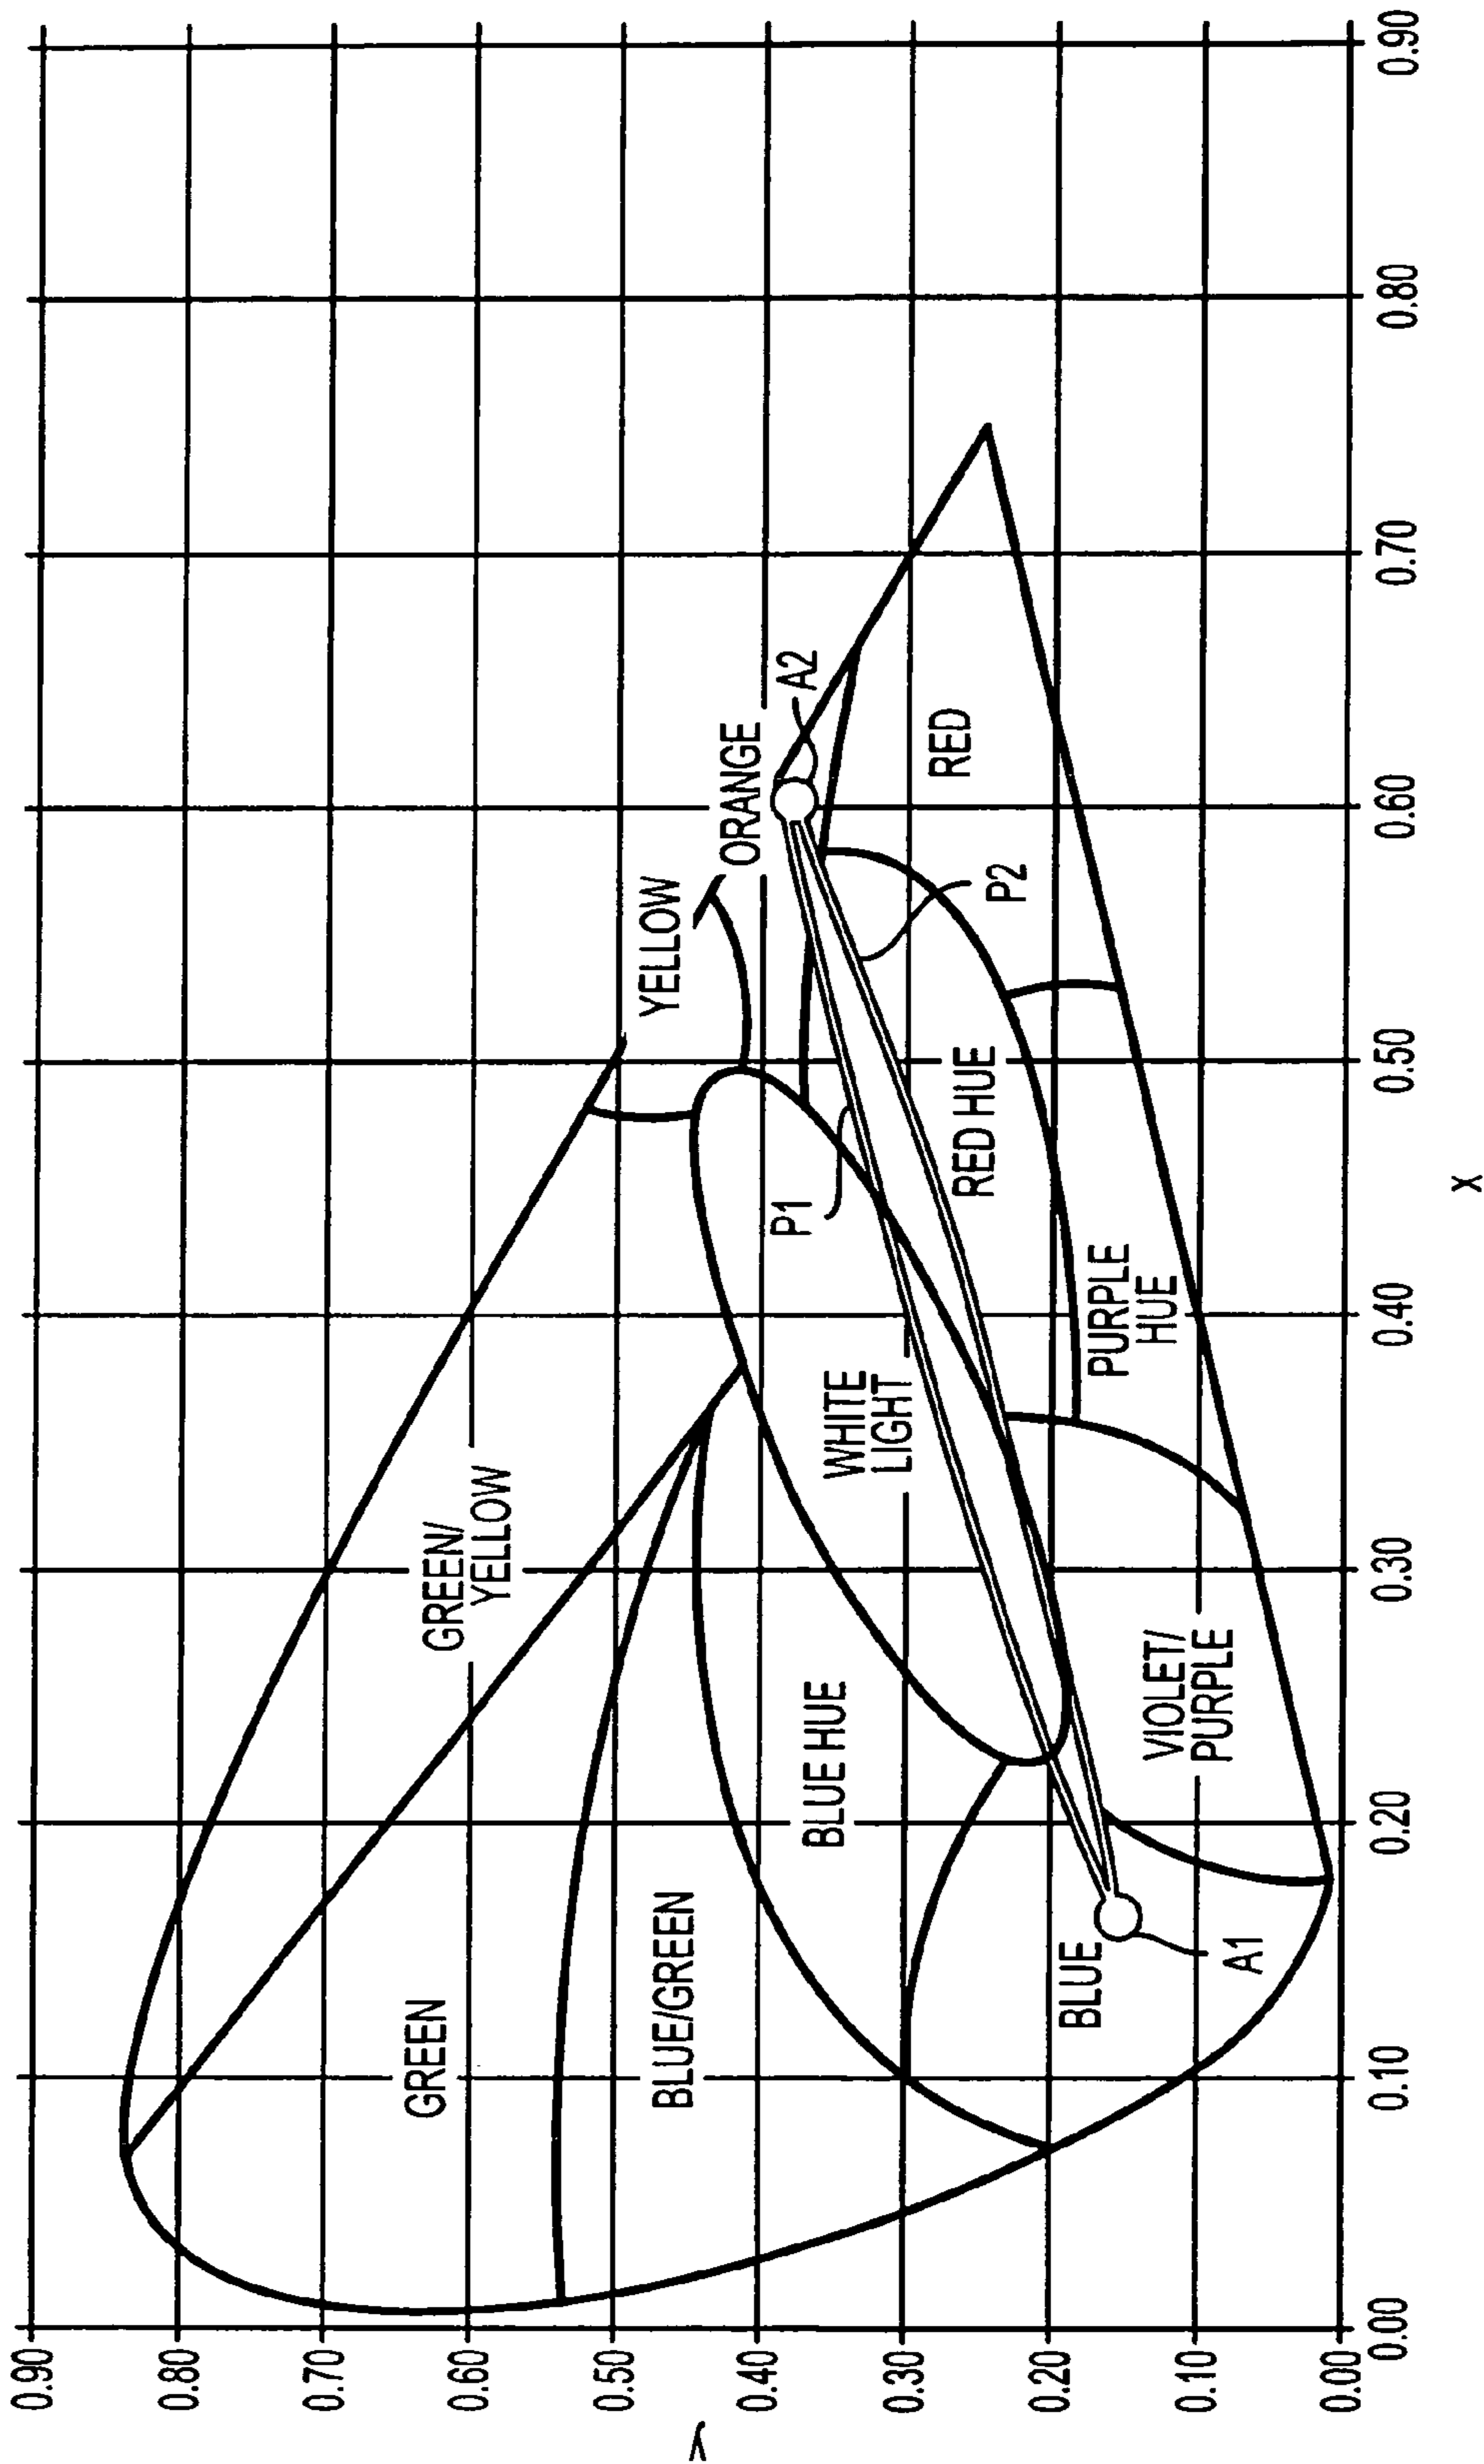 y
0.90
0.80
0.70
0.60
0.50
0.40
0.30
0.20
0.10
0.00
GREEN
GREEN/
YELLOW
BLUE/GREEN
YELLOW
ORANGE
A2
P1
BLUE HUE
WHITE
LIGHT
RED
P2
RED HUE
BLUE
PURPLE
HUE
VIOLET/
PURPLE
A1
0.00
0.10
0.20
0.30
0.40
0.50
0.60
0.70
0.80
0.90
x